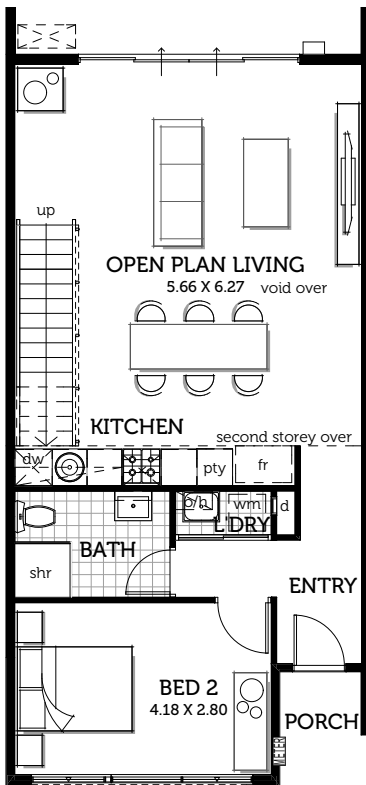 up
OPEN PLAN LIVING
5.66 X 6.27 void over
KITCHEN
second storey over
dw
pty
fr
o/h
wm
d
L'DRY
BATH
shr
ENTRY
BED 2
4.18 X 2.80
PORCH
METER